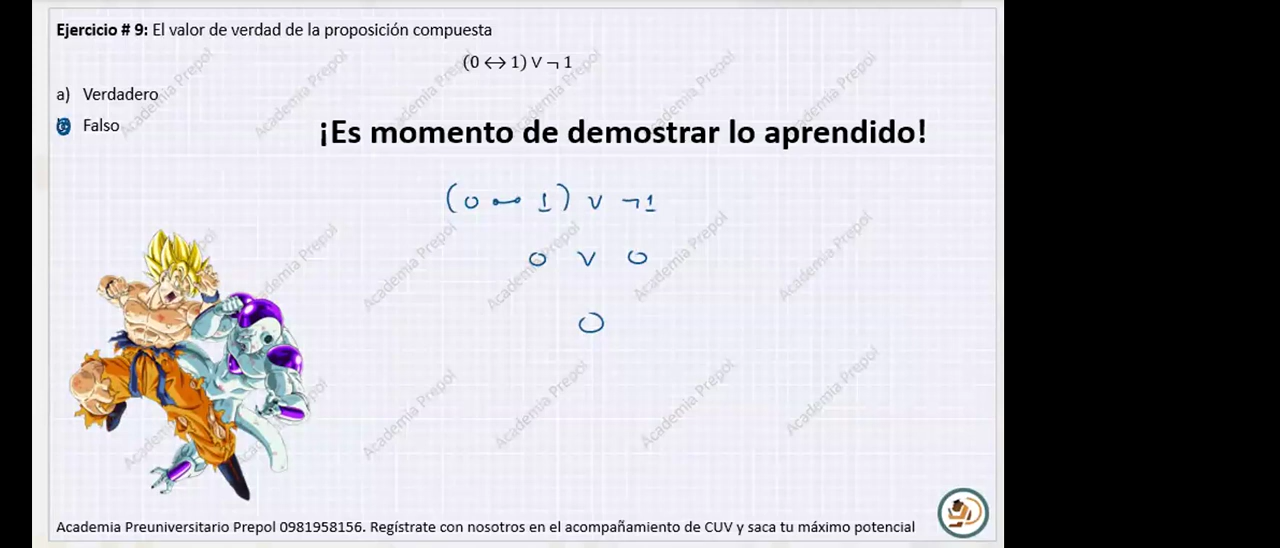 Ejercicio # 9: El valor de verdad de la proposición compuesta
(0 ↔ 1) ∨ ¬ 1
a) Verdadero
Falso
¡Es momento de demostrar lo aprendido!
(0 ↔ 1) ∨ ¬1
0 ∨ 0
0
Academia Prepol
Academia Preuniversitario Prepol 0981958156. Regístrate con nosotros en el acompañamiento de CUV y saca tu máximo potencial